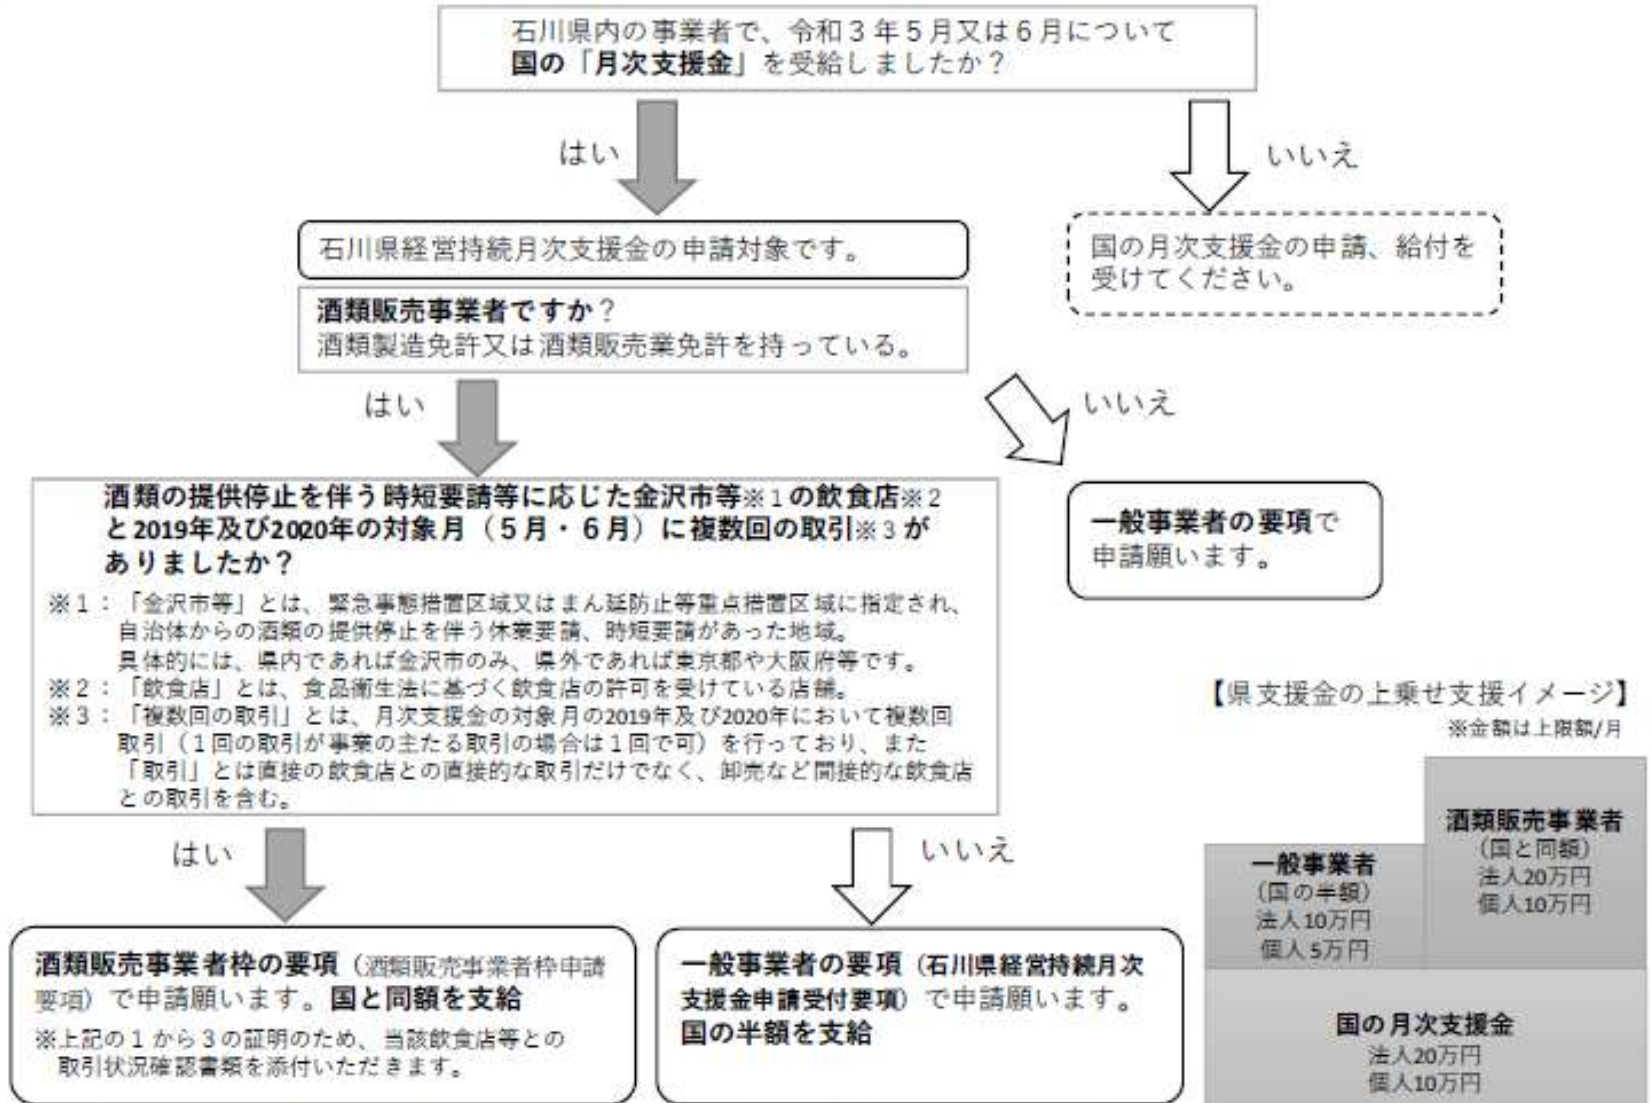 石川県内の事業者で、令和３年５月又は６月について
国の「月次支援金」を受給しましたか？
はい
いいえ
石川県経営持続月次支援金の申請対象です。
国の月次支援金の申請、給付を
受けてください。
酒類販売事業者ですか？
酒類製造免許又は酒類販売業免許を持っている。
はい
いいえ
酒類の提供停止を伴う時短要請等に応じた金沢市等※１の飲食店※２
と2019年及び2020年の対象月（５月・６月）に複数回の取引※３が
ありましたか？
※１：「金沢市等」とは、緊急事態措置区域又はまん延防止等重点措置区域に指定され、
自治体からの酒類の提供停止を伴う休業要請、時短要請があった地域。
具体的には、県内であれば金沢市のみ、県外であれば東京都や大阪府等です。
※２：「飲食店」とは、食品衛生法に基づく飲食店の許可を受けている店舗。
※３：「複数回の取引」とは、月次支援金の対象月の2019年及び2020年において複数回
取引（１回の取引が事業の主たる取引の場合は１回で可）を行っており、また
「取引」とは直接の飲食店との直接的な取引だけでなく、卸売など間接的な飲食店
との取引を含む。
一般事業者の要項で
申請願います。
はい
いいえ
酒類販売事業者枠の要項（酒類販売事業者枠申請
要項）で申請願います。国と同額を支給
※上記の１から３の証明のため、当該飲食店等との
取引状況確認書類を添付いただきます。
一般事業者の要項（石川県経営持続月次
支援金申請受付要項）で申請願います。
国の半額を支給
【県支援金の上乗せ支援イメージ】
※金額は上限額/月
酒類販売事業者
（国と同額）
法人20万円
個人10万円
一般事業者
（国の半額）
法人10万円
個人5万円
国の月次支援金
法人20万円
個人10万円